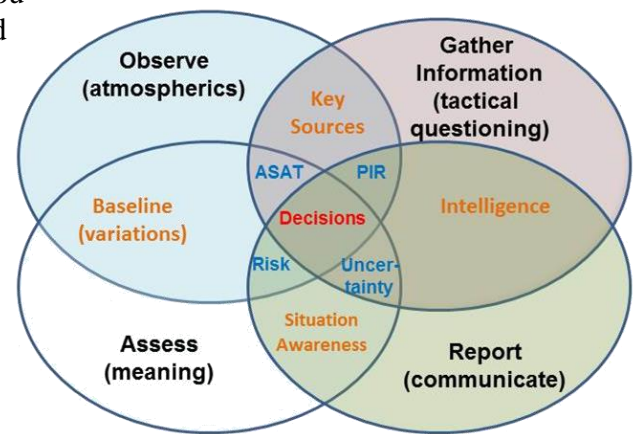 Observe
(atmospherics)
Gather
Information
(tactical
questioning)
Key
Sources
ASAT
PIR
Baseline
(variations)
Decisions
Intelligence
Risk
Uncer-
tainty
Situation
Awareness
Assess
(meaning)
Report
(communicate)